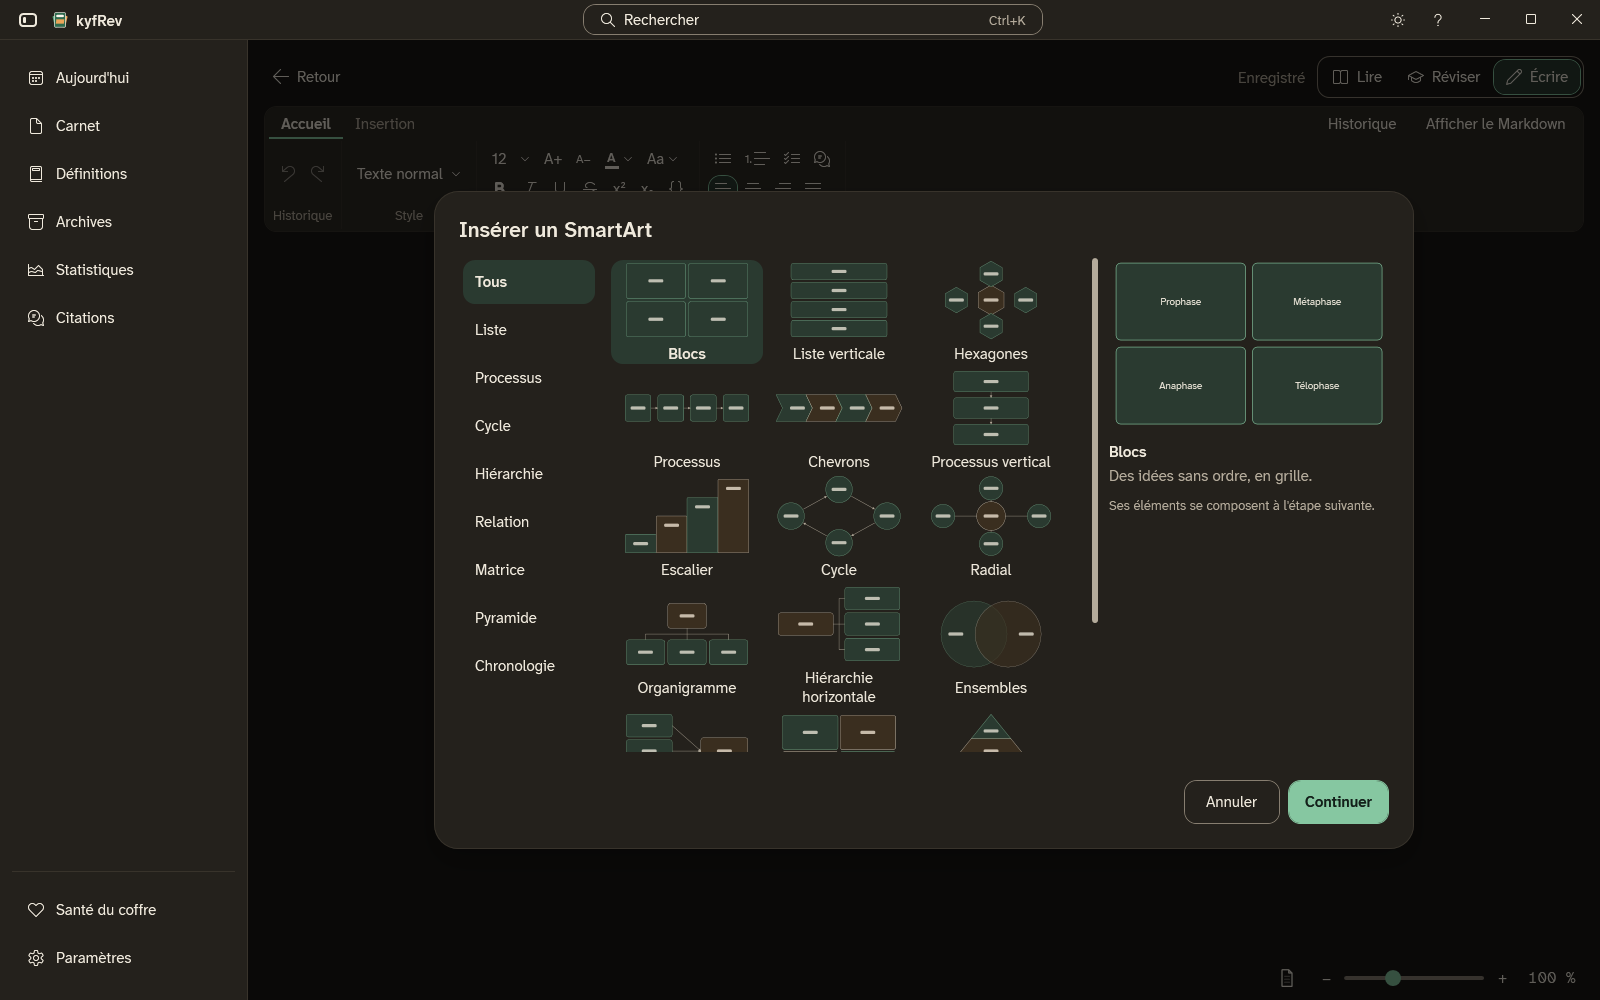 kyfRev
Rechercher
Ctrl+K
?
Aujourd'hui
Carnet
Définitions
Archives
Statistiques
Citations
Santé du coffre
Paramètres
Retour
Enregistré
Lire
Réviser
Écrire
Accueil
Insertion
Historique
Afficher le Markdown
Texte normal
12
A+
A−
A
Aa
Historique
Style
Insérer un SmartArt
Tous
Liste
Processus
Cycle
Hiérarchie
Relation
Matrice
Pyramide
Chronologie
Blocs
Liste verticale
Hexagones
Processus
Chevrons
Processus vertical
Escalier
Cycle
Radial
Organigramme
Hiérarchie
horizontale
Ensembles
Prophase
Métaphase
Anaphase
Télophase
Blocs
Des idées sans ordre, en grille.
Ses éléments se composent à l'étape suivante.
Annuler
Continuer
100 %